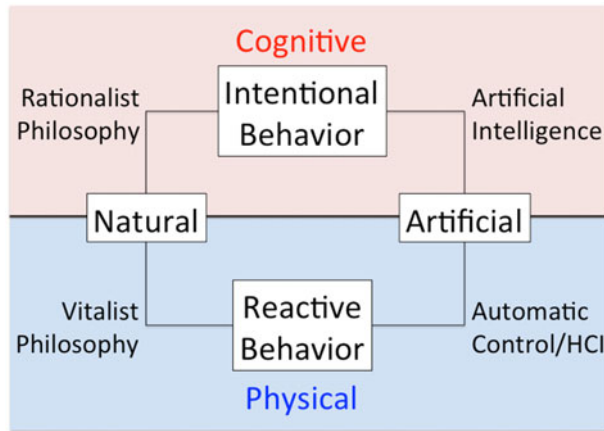 Cognitive
Rationalist
Philosophy
Intentional
Behavior
Artificial
Intelligence
Natural
Artificial
Vitalist
Philosophy
Reactive
Behavior
Automatic
Control/HCI
Physical